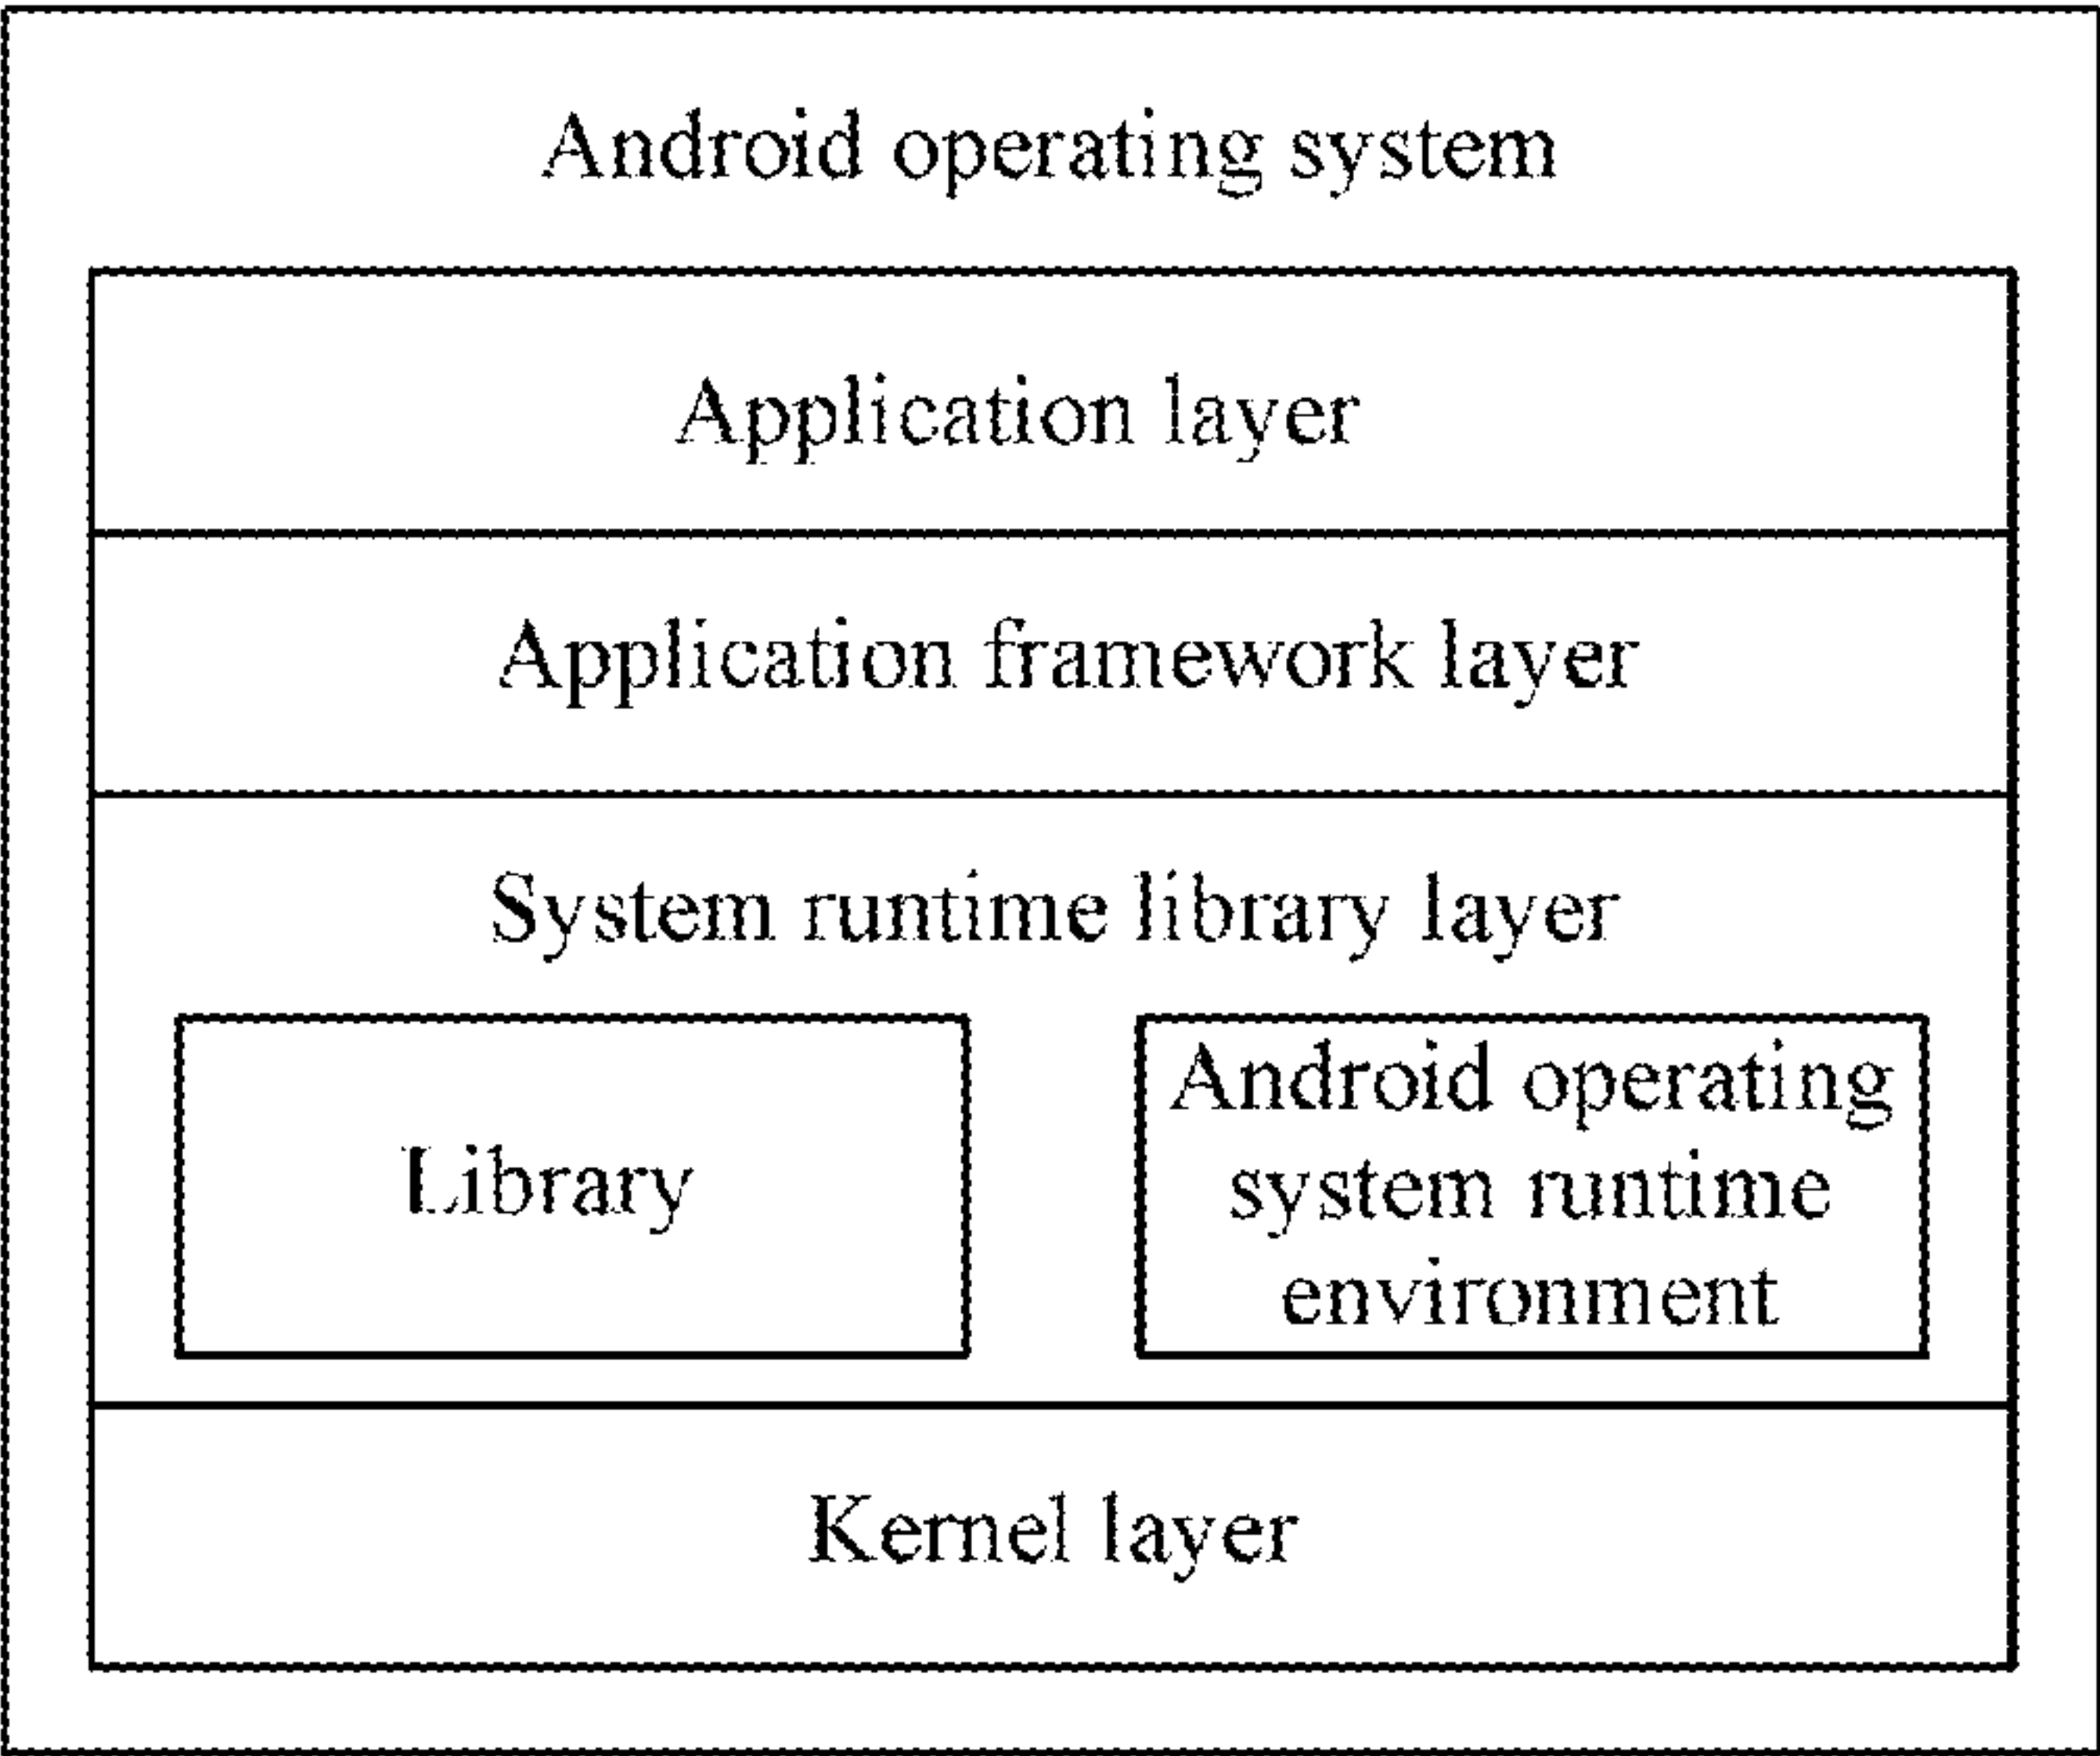 Android operating system
Application layer
Application framework layer
System runtime library layer
Library
Android operating
system runtime
environment
Kernel layer